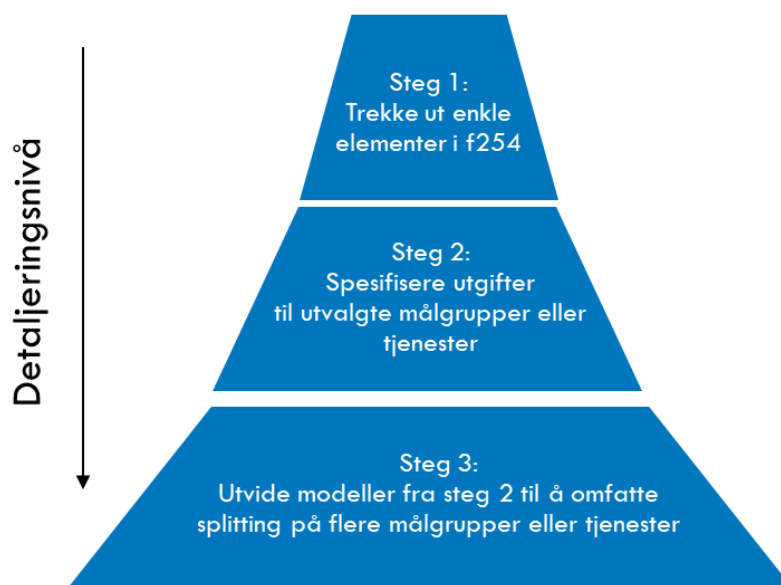 Detaljeringsnivå
Steg 1:
Trekke ut enkle
elementer i f254
Steg 2:
Spesifisere utgifter
til utvalgte målgrupper eller
tjenester
Steg 3:
Utvide modeller fra steg 2 til å omfatte
splitting på flere målgrupper eller tjenester